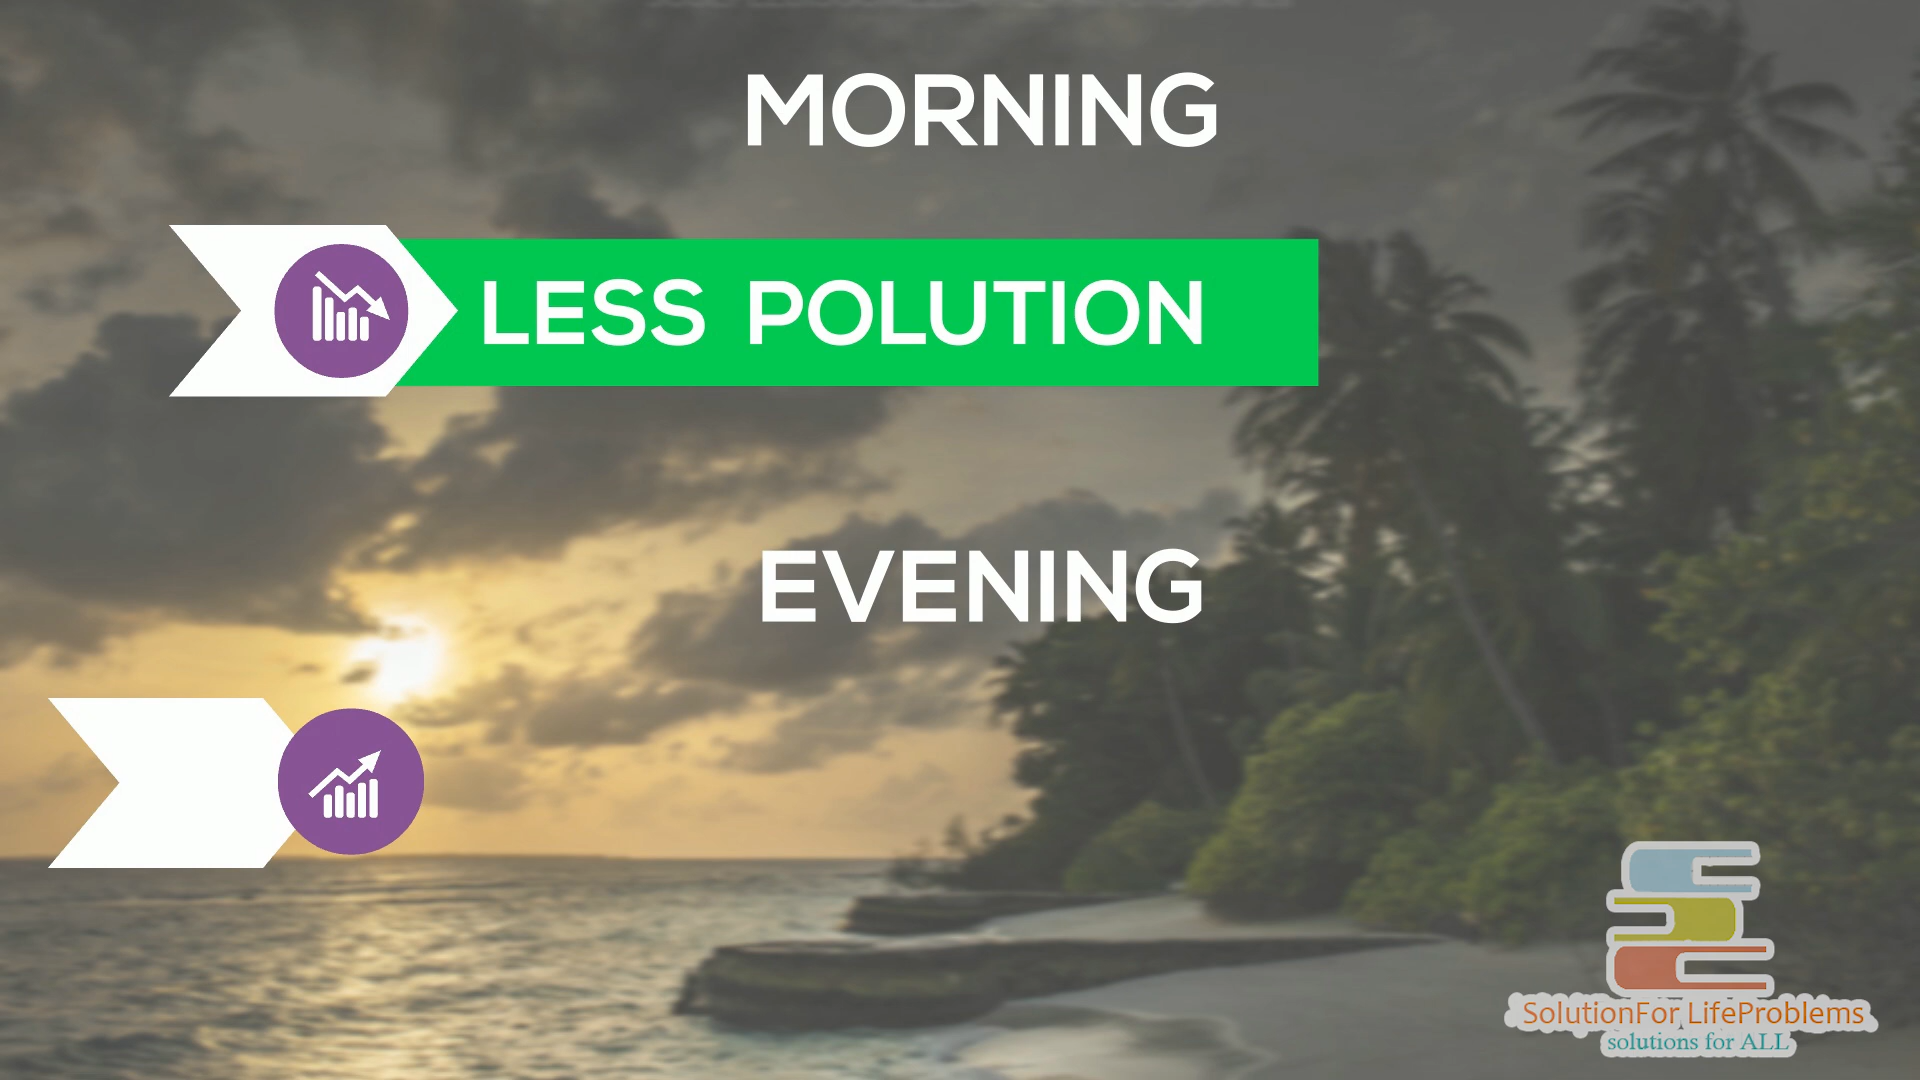 MORNING
LESS POLUTION
EVENING
SolutionFor LifeProblems
solutions for ALL